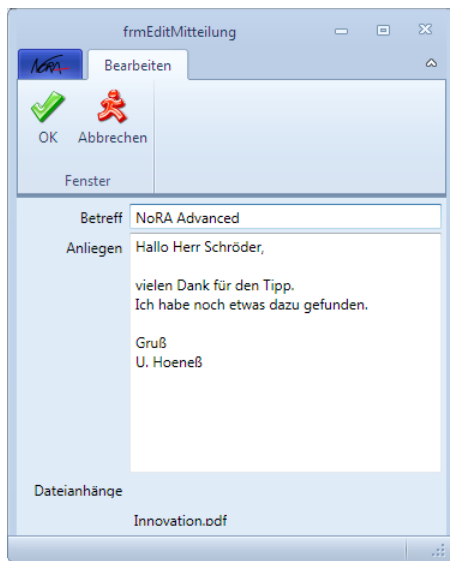 frmEditMitteilung
NoRA
Bearbeiten
OK
Abbrechen
Fenster
Betreff
NoRA Advanced
Anliegen
Hallo Herr Schröder,
vielen Dank für den Tipp.
Ich habe noch etwas dazu gefunden.
Gruß
U. Hoeneß
Dateianhänge
Innovation.pdf